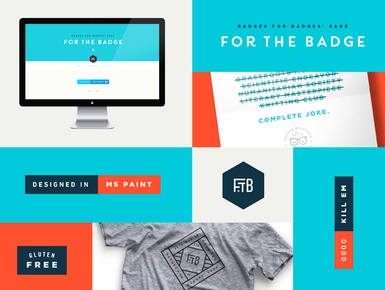 BADGES FOR BADGES' SAKE
FOR THE BADGE
BADGES FOR BADGES' SAKE
FOR THE BADGE
GRASSROOTS
SCIENTIFIC ENDEAVOR
HUMANITARIAN SOCIETY
LITERARY MASTERPIECE
KNITTING CLUB
COMPLETE JOKE.
DESIGNED IN MS PAINT
FTB
KILL EM
0000
GLUTEN
FREE
FTB